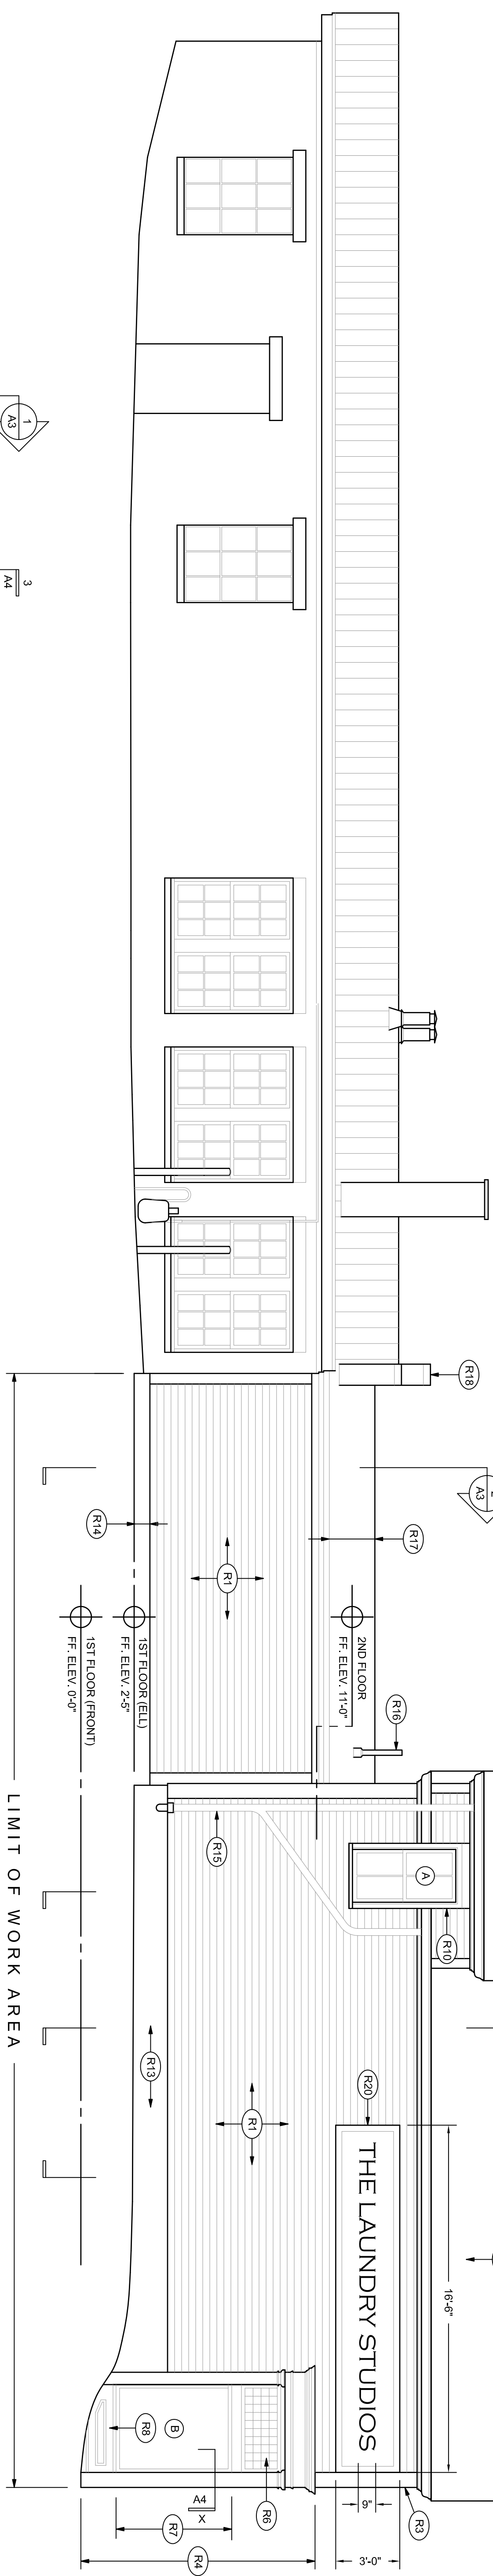 1
A3
3
A4
R18
A3
R17
R14
R1
2ND FLOOR
FF. ELEV. 11'-0"
1ST FLOOR (ELL)
FF. ELEV. 2'-5"
1ST FLOOR (FRONT)
FF. ELEV. 0'-0"
R16
R15
A
R10
R13
R1
R20
THE LAUNDRY STUDIOS
16'-6"
9"
3'-0"
R3
B
R8
R6
A4
X
R7
R4
LIMIT OF WORK AREA